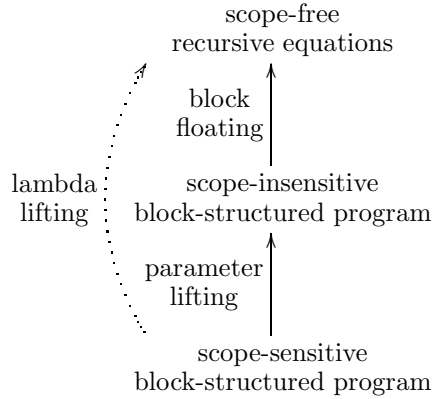 scope-free
recursive equations
block
floating
lambda
lifting
scope-insensitive
block-structured program
parameter
lifting
scope-sensitive
block-structured program